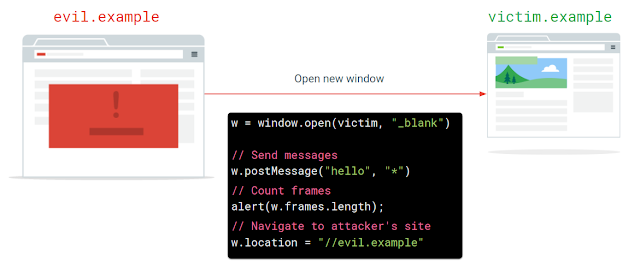 evil.example
victim.example
Open new window
w = window.open(victim, "_blank")
// Send messages
w.postMessage("hello", "*")
// Count frames
alert(w.frames.length);
// Navigate to attacker's site
w.location = "//evil.example"
!